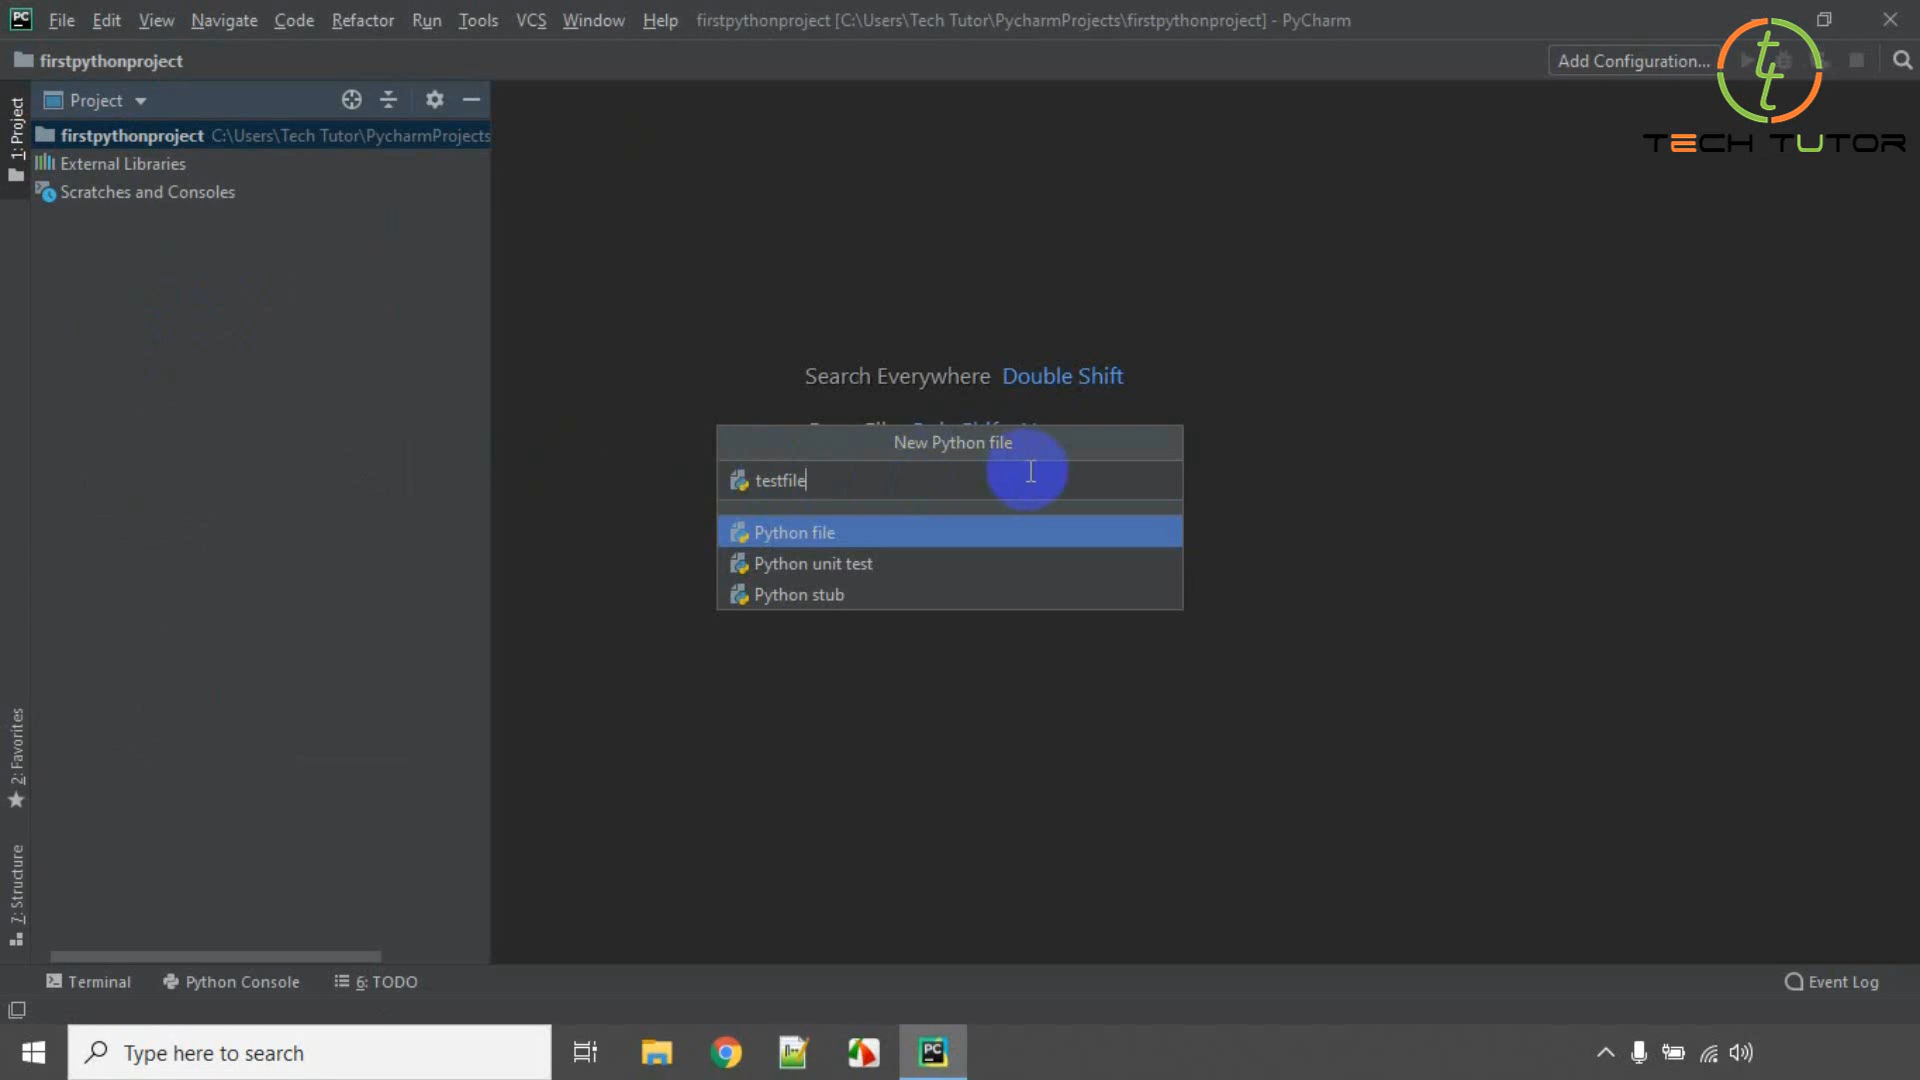 File Edit View Navigate Code Refactor Run Tools VCS Window Help firstpythonproject [C:\Users\Tech Tutor\PycharmProjects\firstpythonproject] - PyCharm
firstpythonproject
Add Configuration...
TECH TUTOR
1: Project
Project
firstpythonproject C:\Users\Tech Tutor\PycharmProjects
External Libraries
Scratches and Consoles
Search Everywhere Double Shift
New Python file
testfile
Python file
Python unit test
Python stub
2: Favorites
7: Structure
Terminal Python Console 6: TODO
Event Log
Type here to search